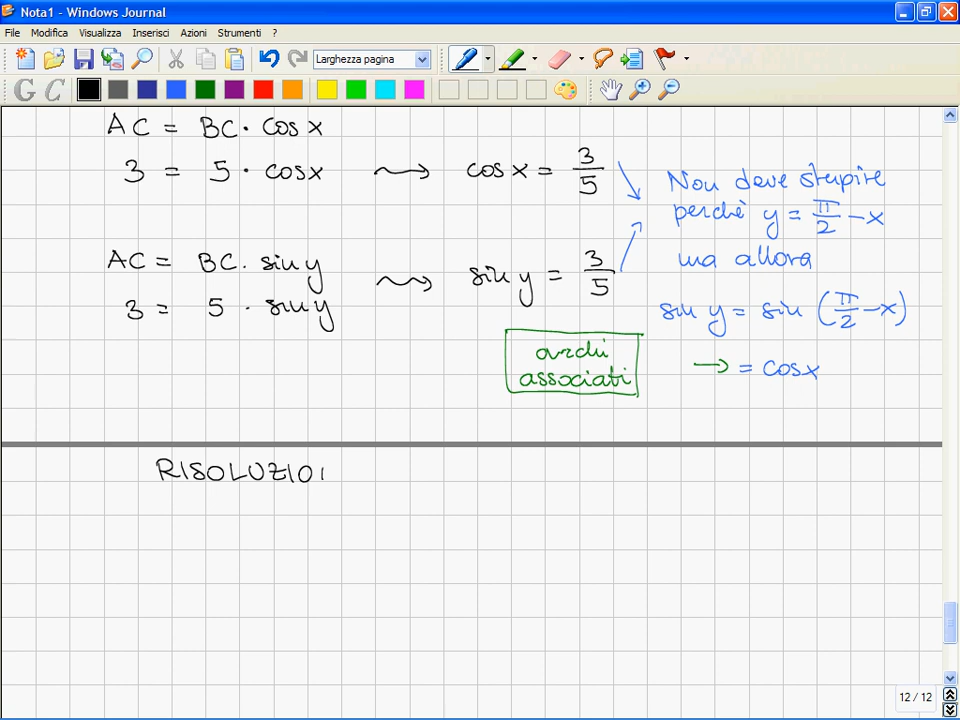 Nota1 - Windows Journal
File Modifica Visualizza Inserisci Azioni Strumenti ?
Larghezza pagina
G C
AC = BC · cos x
3 = 5 · cos x ⇝ cos x = 3/5
Non deve stupire
perchè y = π/2 - x
ma allora
AC = BC · sin y
3 = 5 · sin y ⇝ sin y = 3/5
sin y = sin (π/2 - x)
→ = cos x
archi
associati
RISOLUZIO
12 / 12